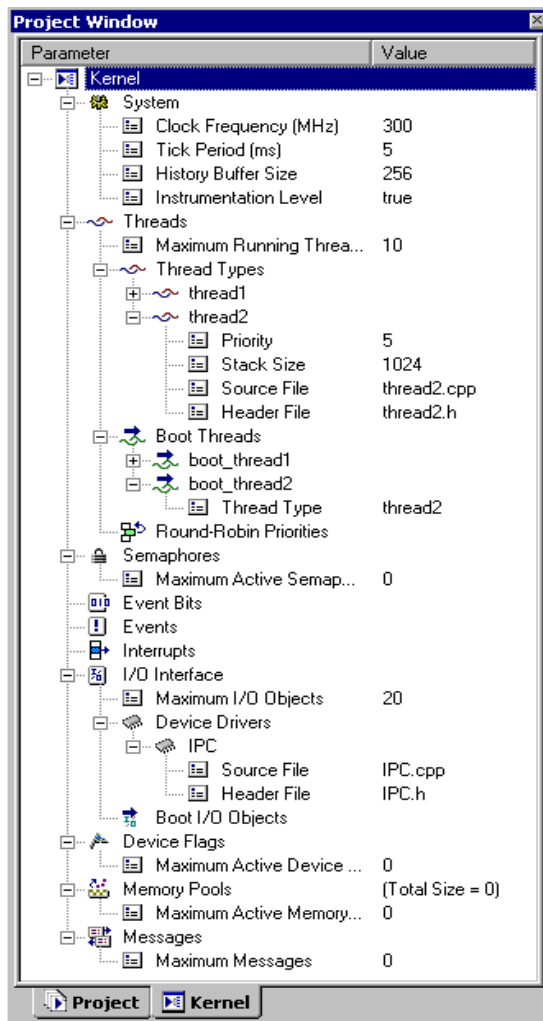 Project Window
Parameter Value
Kernel
System
Clock Frequency (MHz) 300
Tick Period (ms) 5
History Buffer Size 256
Instrumentation Level true
Threads
Maximum Running Threa... 10
Thread Types
thread1
thread2
Priority 5
Stack Size 1024
Source File thread2.cpp
Header File thread2.h
Boot Threads
boot_thread1
boot_thread2
Thread Type thread2
Round-Robin Priorities
Semaphores
Maximum Active Semap... 0
Event Bits
Events
Interrupts
I/O Interface
Maximum I/O Objects 20
Device Drivers
IPC
Source File IPC.cpp
Header File IPC.h
Boot I/O Objects
Device Flags
Maximum Active Device ... 0
Memory Pools (Total Size = 0)
Maximum Active Memory... 0
Messages
Maximum Messages 0
Project Kernel